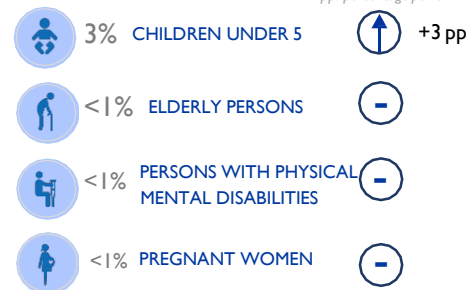 3% CHILDREN UNDER 5 +3 pp
<1% ELDERLY PERSONS -
<1% PERSONS WITH PHYSICAL
MENTAL DISABILITIES -
<1% PREGNANT WOMEN -